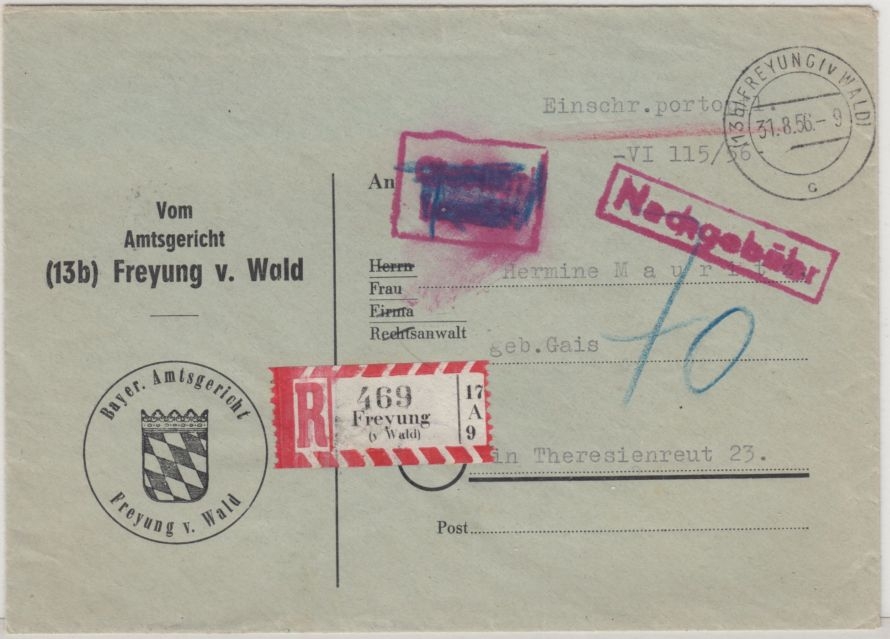 Einschr.porto
-VI 115/56.
(13b) FREYUNG (v WALD)
31.8.56.-9
c
An
Nachgebühr
Vom
Amtsgericht
(13b) Freyung v. Wald
Herrn
Frau
Firma
Rechtsanwalt
Hermine Mauritz
geb.Gais
10
R
469
Freyung
(v Wald)
17
A
9
in Theresienreut 23.
Post
Bayer. Amtsgericht
Freyung v. Wald